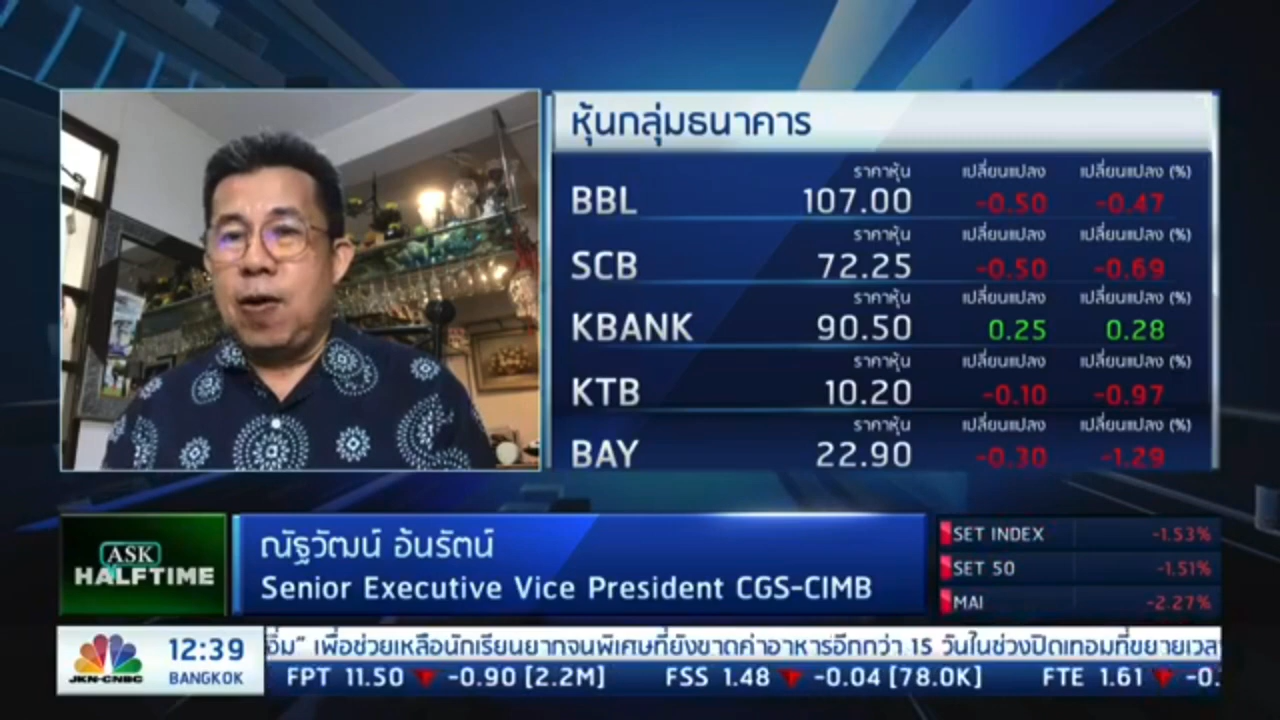 หุ้นกลุ่มธนาคาร
ราคาหุ้น เปลี่ยนแปลง เปลี่ยนแปลง (%)
BBL 107.00 -0.50 -0.47
ราคาหุ้น เปลี่ยนแปลง เปลี่ยนแปลง (%)
SCB 72.25 -0.50 -0.69
ราคาหุ้น เปลี่ยนแปลง เปลี่ยนแปลง (%)
KBANK 90.50 0.25 0.28
ราคาหุ้น เปลี่ยนแปลง เปลี่ยนแปลง (%)
KTB 10.20 -0.10 -0.97
ราคาหุ้น เปลี่ยนแปลง เปลี่ยนแปลง (%)
BAY 22.90 -0.30 -1.29
ASK
HALFTIME
ณัฐวัฒน์ อ้นรัตน์
Senior Executive Vice President CGS-CIMB
SET INDEX -1.53%
SET 50 -1.51%
MAI -2.27%
JKN-CNBC
12:39
BANGKOK
อิ่ม” เพื่อช่วยเหลือนักเรียนยากจนพิเศษที่ยังขาดค่าอาหารอีกกว่า 15 วันในช่วงปิดเทอมที่ขยายเวลา
FPT 11.50 ▼ -0.90 [2.2M] FSS 1.48 ▼ -0.04 [78.0K] FTE 1.61 ▼ -0.